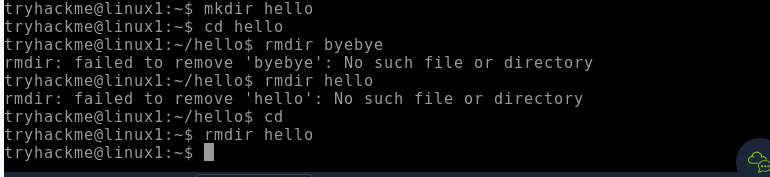 tryhackme@linux1:~$ mkdir hello
tryhackme@linux1:~$ cd hello
tryhackme@linux1:~/hello$ rmdir byebye
rmdir: failed to remove 'byebye': No such file or directory
tryhackme@linux1:~/hello$ rmdir hello
rmdir: failed to remove 'hello': No such file or directory
tryhackme@linux1:~/hello$ cd
tryhackme@linux1:~$ rmdir hello
tryhackme@linux1:~$